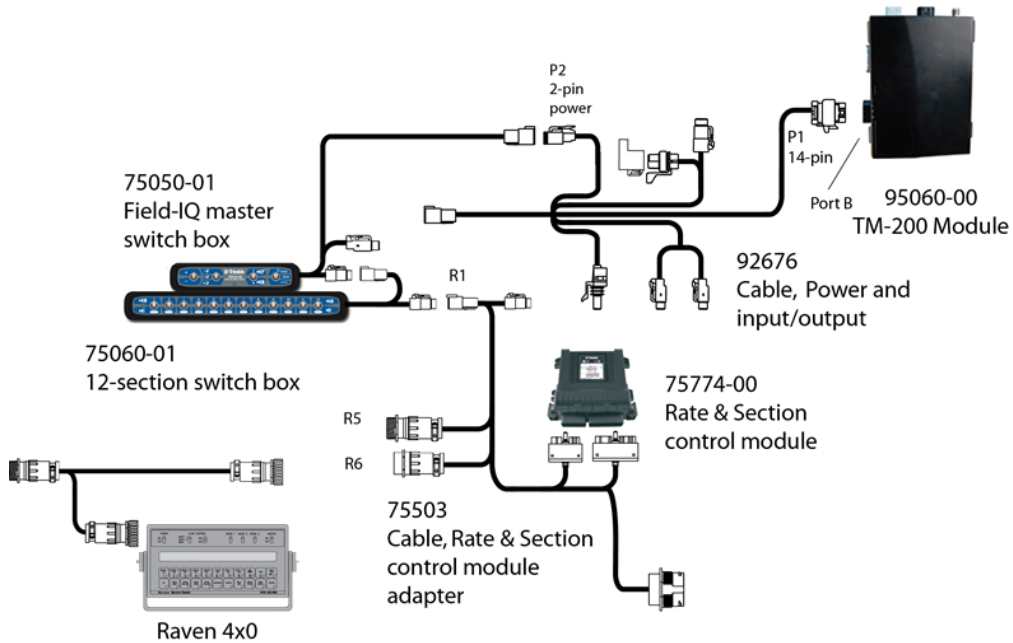 P2
2-pin
power
P1
14-pin
Port B
95060-00
TM-200 Module
75050-01
Field-IQ master
switch box
R1
92676
Cable, Power and
input/output
75060-01
12-section switch box
75774-00
Rate & Section
control module
R5
R6
75503
Cable, Rate & Section
control module
adapter
Raven 4x0